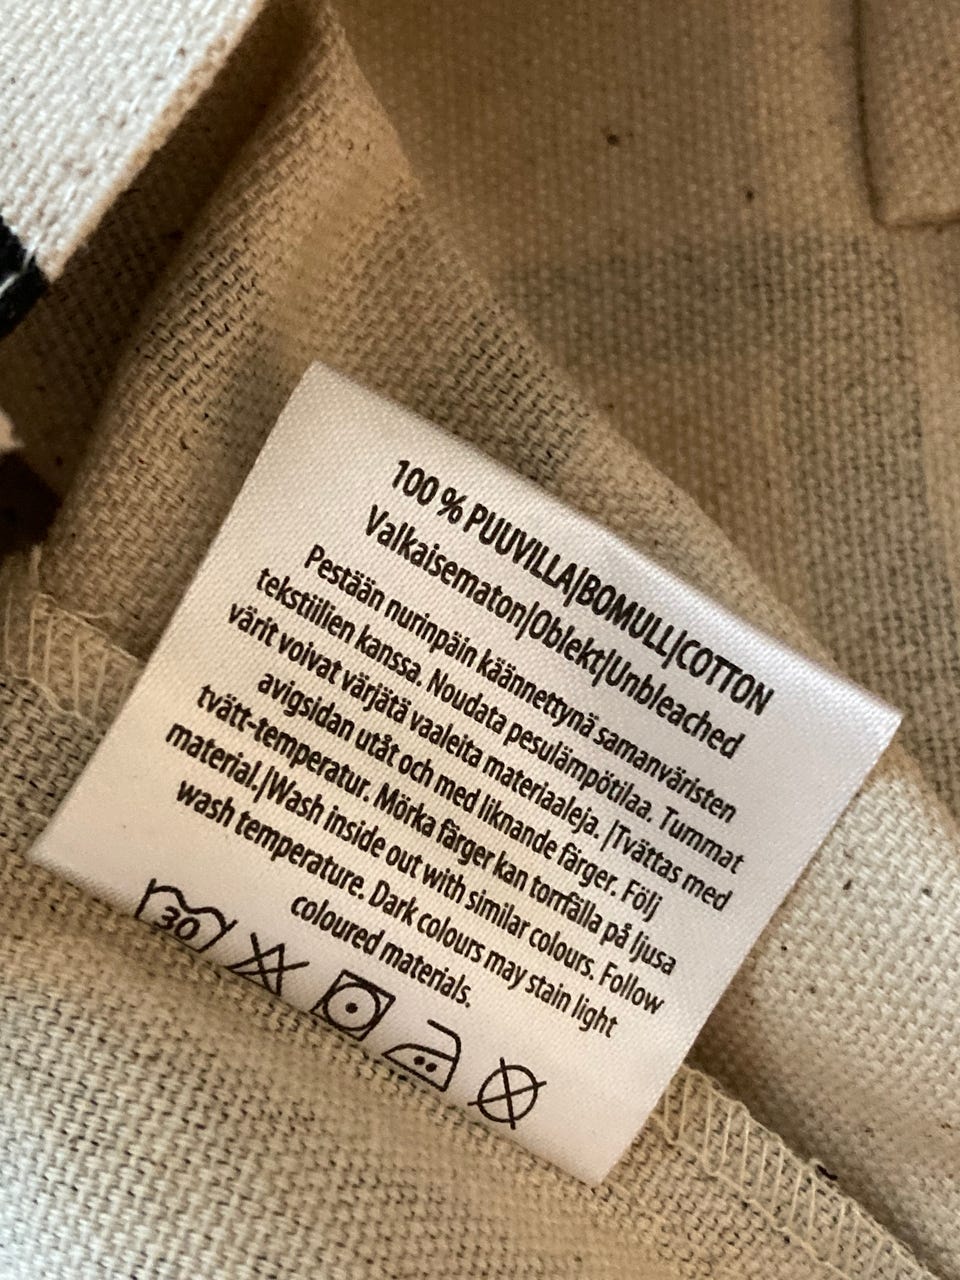 100 % PUUVILLA|BOMULL|COTTON
Valkaisematon|Oblekt|Unbleached
Pestään nurinpäin käännettynä samanväristen
tekstiilien kanssa. Noudata pesulämpötilaa. Tummat
värit voivat värjätä vaaleita materiaaleja. |Tvättas med
avigsidan utåt och med liknande färger. Följ
tvätt-temperatur. Mörka färger kan torrfälla på ljusa
material.|Wash inside out with similar colours. Follow
wash temperature. Dark colours may stain light
coloured materials.
30